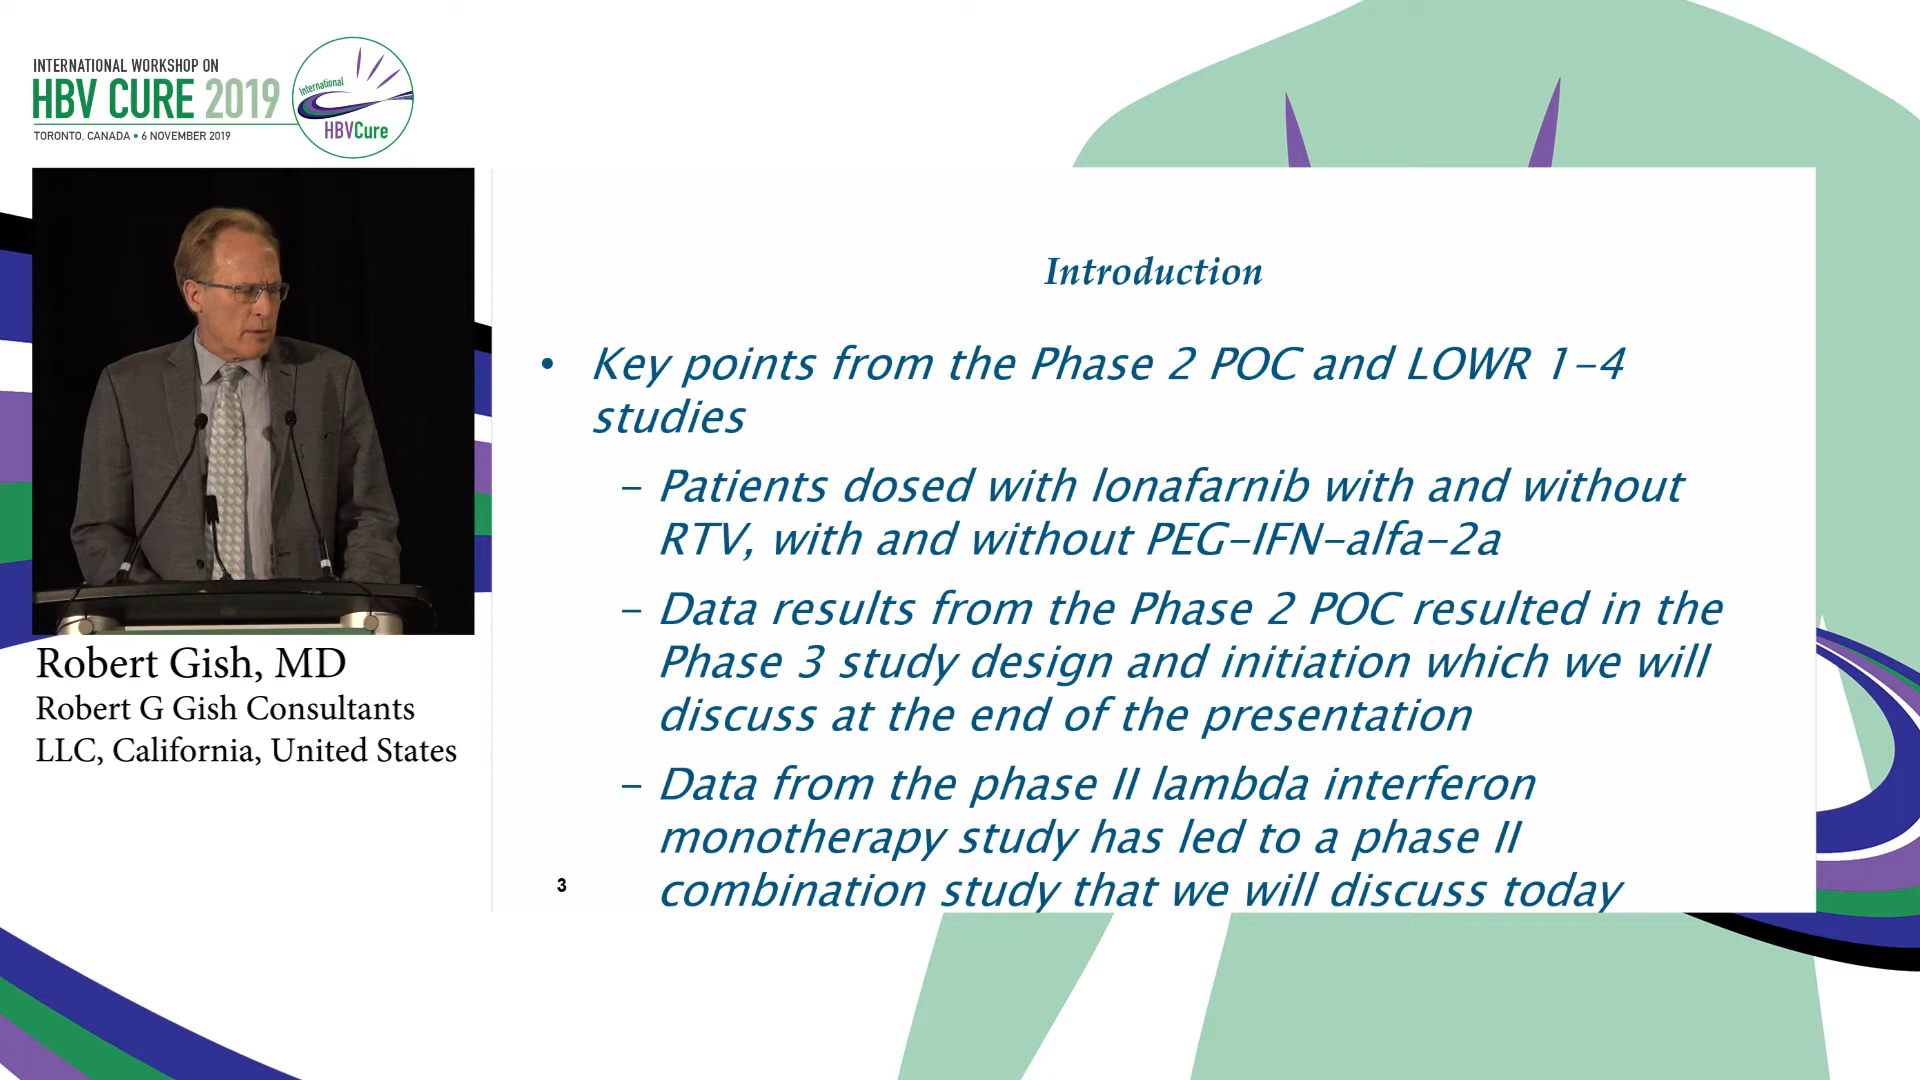 INTERNATIONAL WORKSHOP ON
HBV CURE 2019
TORONTO, CANADA • 6 NOVEMBER 2019
International
HBVCure
Robert Gish, MD
Robert G Gish Consultants
LLC, California, United States
Introduction
• Key points from the Phase 2 POC and LOWR 1-4
studies
– Patients dosed with lonafarnib with and without
RTV, with and without PEG-IFN-alfa-2a
– Data results from the Phase 2 POC resulted in the
Phase 3 study design and initiation which we will
discuss at the end of the presentation
– Data from the phase II lambda interferon
monotherapy study has led to a phase II
combination study that we will discuss today
3